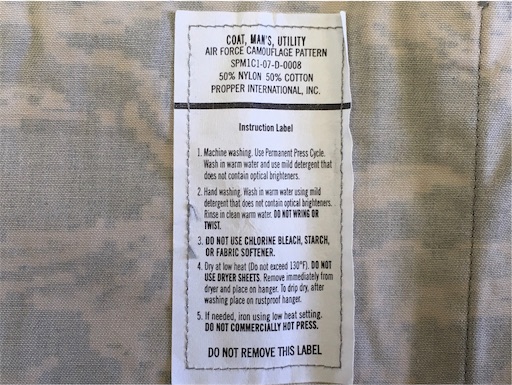 COAT, MAN'S, UTILITY
AIR FORCE CAMOUFLAGE PATTERN
SPM1C1-07-D-0008
50% NYLON 50% COTTON
PROPPER INTERNATIONAL, INC.
Instruction Label
1. Machine washing. Use Permanent Press Cycle.
Wash in warm water and use mild detergent that
does not contain optical brighteners.
2. Hand washing. Wash in warm water using mild
detergent that does not contain optical brighteners.
Rinse in clean warm water. DO NOT WRING OR
TWIST.
3. DO NOT USE CHLORINE BLEACH, STARCH,
OR FABRIC SOFTENER.
4. Dry at low heat (Do not exceed 130°F). DO NOT
USE DRYER SHEETS. Remove immediately from
dryer and place on hanger. To drip dry, after
washing place on rustproof hanger.
5. If needed, iron using low heat setting.
DO NOT COMMERCIALLY HOT PRESS.
DO NOT REMOVE THIS LABEL